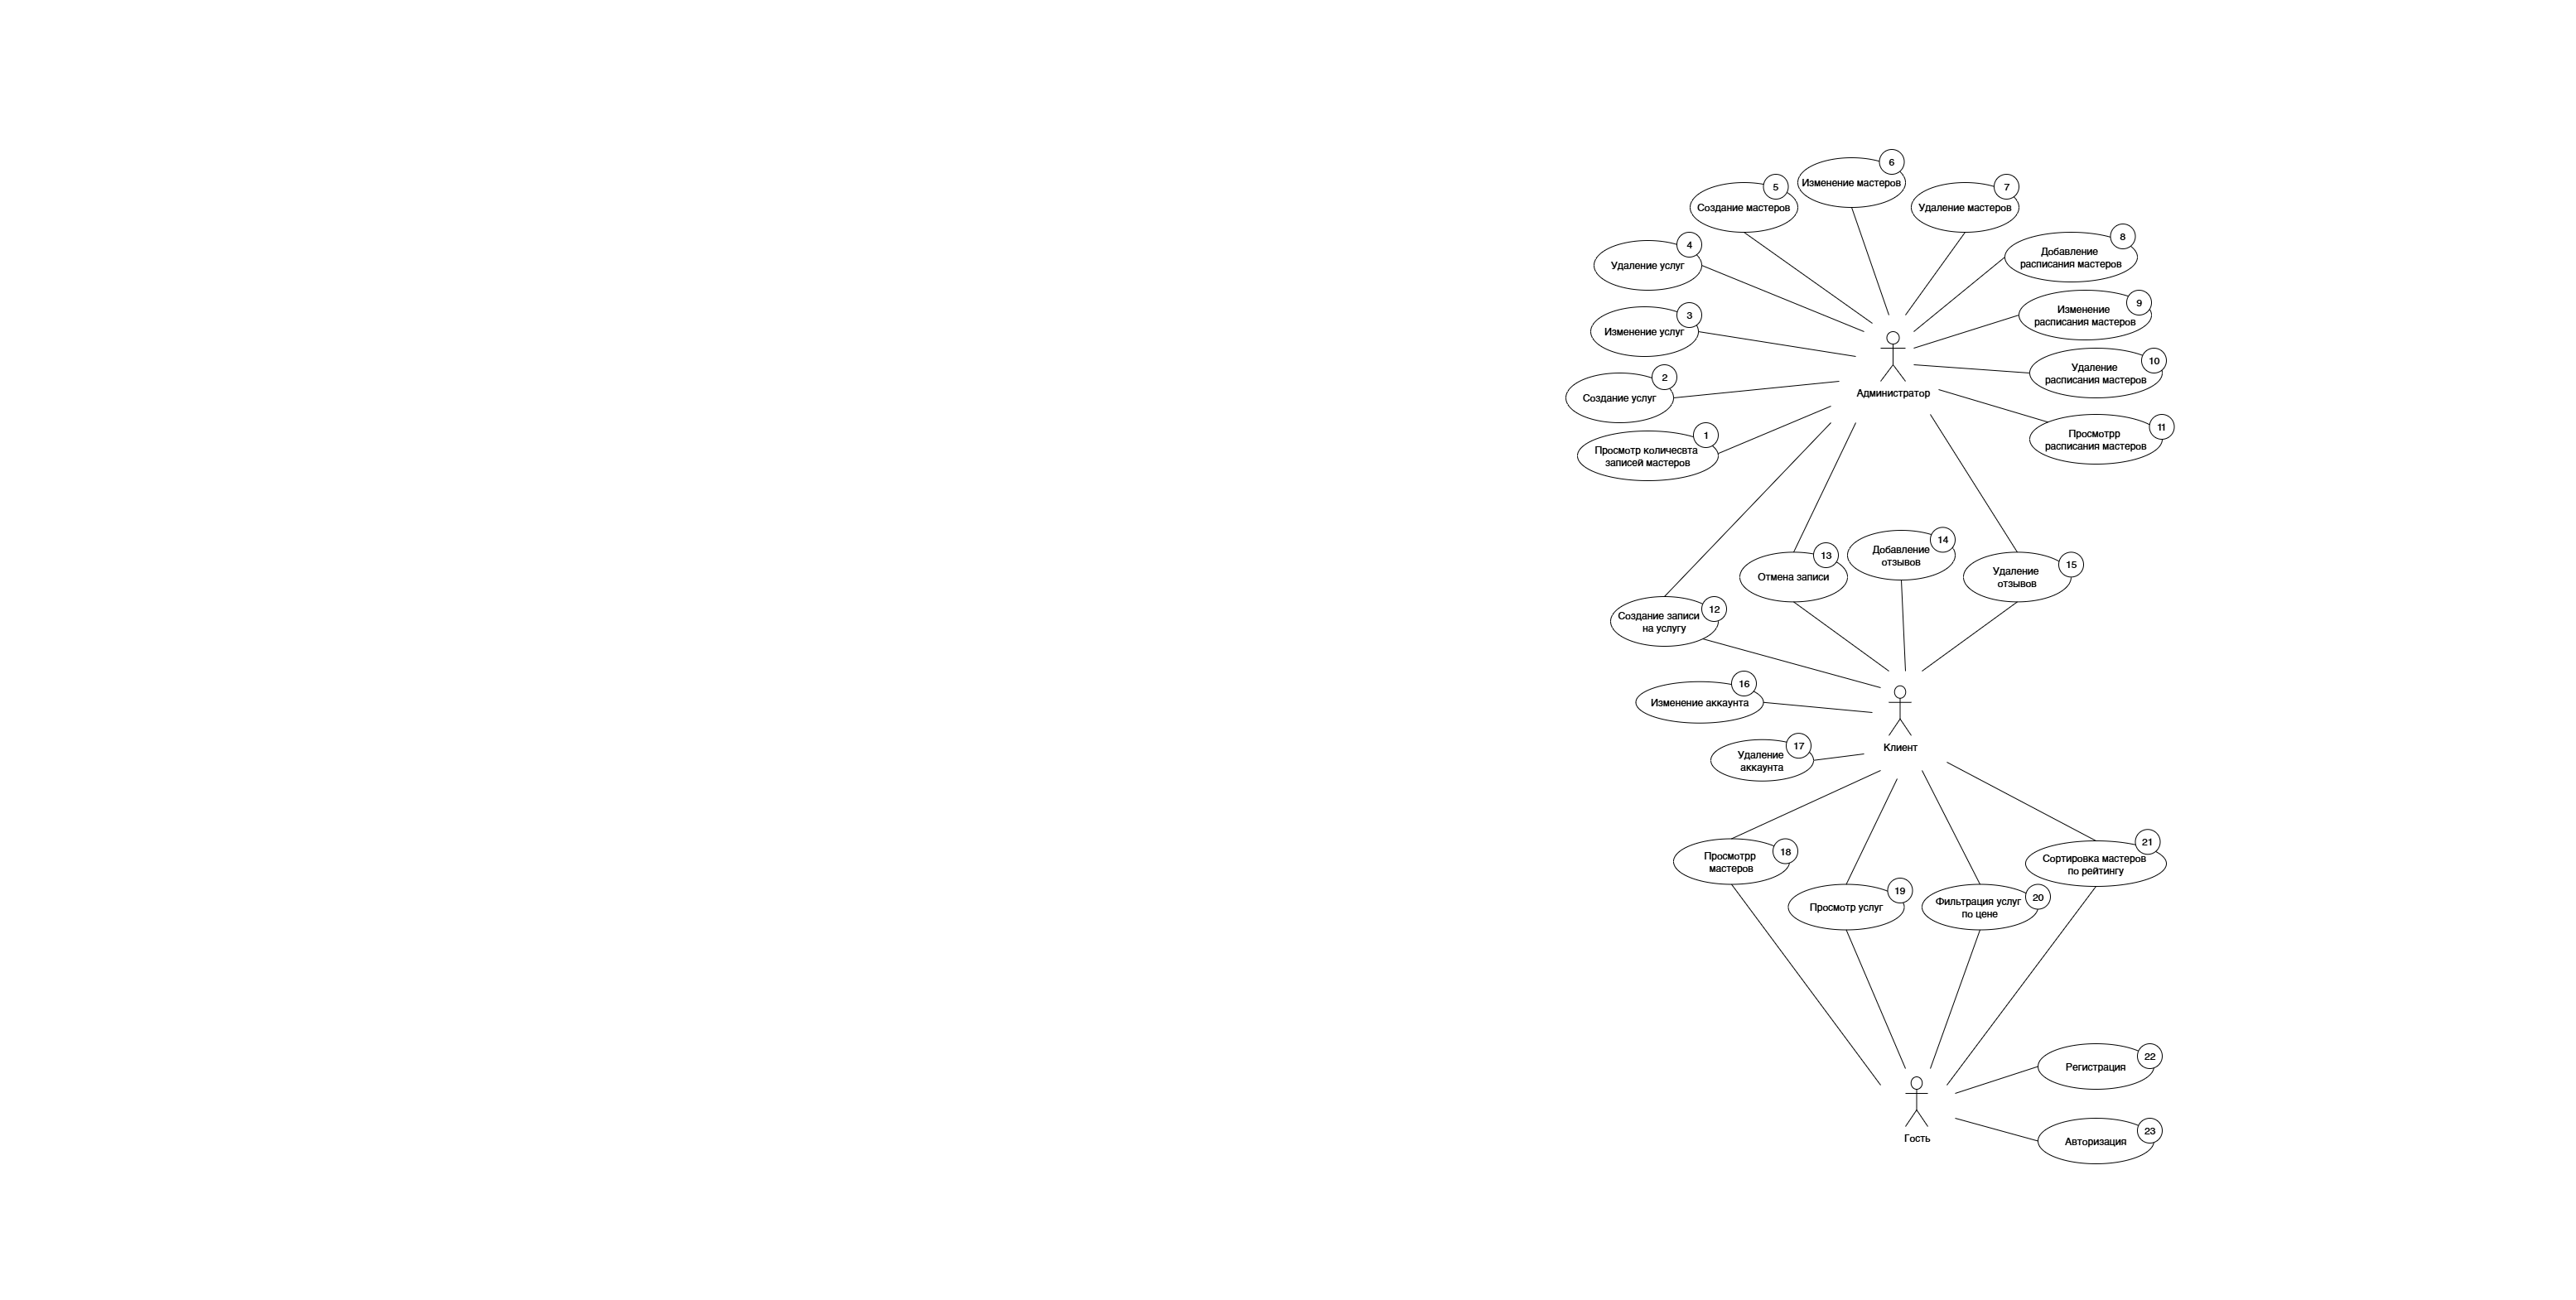 6
Изменение мастеров
5
Создание мастеров
7
Удаление мастеров
4
Удаление услуг
8
Добавление
расписания мастеров
3
Изменение услуг
9
Изменение
расписания мастеров
2
Создание услуг
10
Удаление
расписания мастеров
Администратор
1
Просмотр количесвта
записей мастеров
11
Просмотрр
расписания мастеров
13
Отмена записи
14
Добавление
отзывов
15
Удаление
отзывов
12
Создание записи
на услугу
16
Изменение аккаунта
17
Удаление
аккаунта
Клиент
18
Просмотрр
мастеров
19
Просмотр услуг
20
Фильтрация услуг
по цене
21
Сортировка мастеров
по рейтингу
22
Регистрация
Гость
23
Авторизация